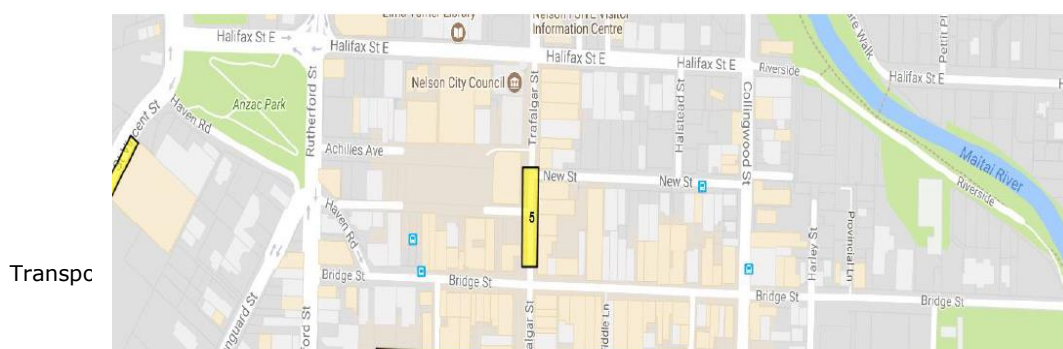 Information Centre
Halifax St E
Halifax St E
Halifax St E
Halifax St E
Riverside
Nelson City Council
Anzac Park
Haven Rd
Rutherford St
Trafalgar St
Halstead St
Collingwood St
Achilles Ave
New St
New St
Maitai River
Riverside
5
Haven Rd
Harley St
Provincial Ln
Transpo
Bridge St
Bridge St
Bridge St
Bridge St